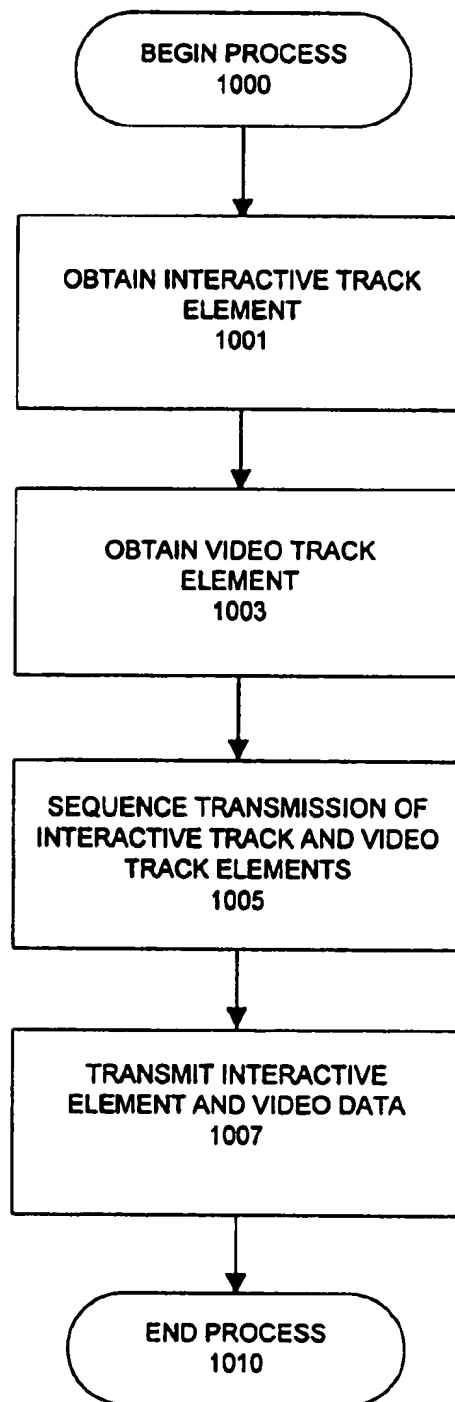 BEGIN PROCESS
1000
OBTAIN INTERACTIVE TRACK
ELEMENT
1001
OBTAIN VIDEO TRACK
ELEMENT
1003
SEQUENCE TRANSMISSION OF
INTERACTIVE TRACK AND VIDEO
TRACK ELEMENTS
1005
TRANSMIT INTERACTIVE
ELEMENT AND VIDEO DATA
1007
END PROCESS
1010